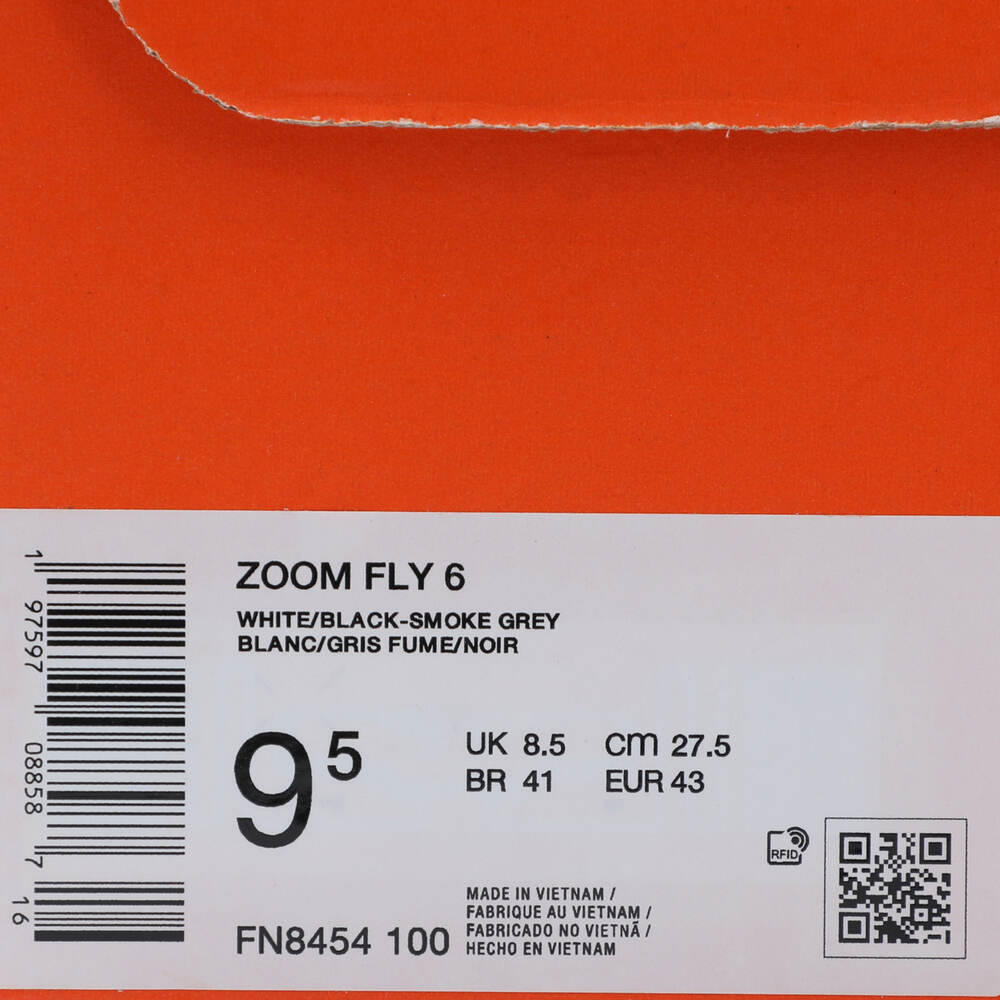 ZOOM FLY 6
WHITE/BLACK-SMOKE GREY
BLANC/GRIS FUME/NOIR
9 5
UK 8.5 cm 27.5
BR 41 EUR 43
RFID
FN8454 100
MADE IN VIETNAM /
FABRIQUE AU VIETNAM /
FABRICADO NO VIETNÃ /
HECHO EN VIETNAM
1 97597 08858 7 16